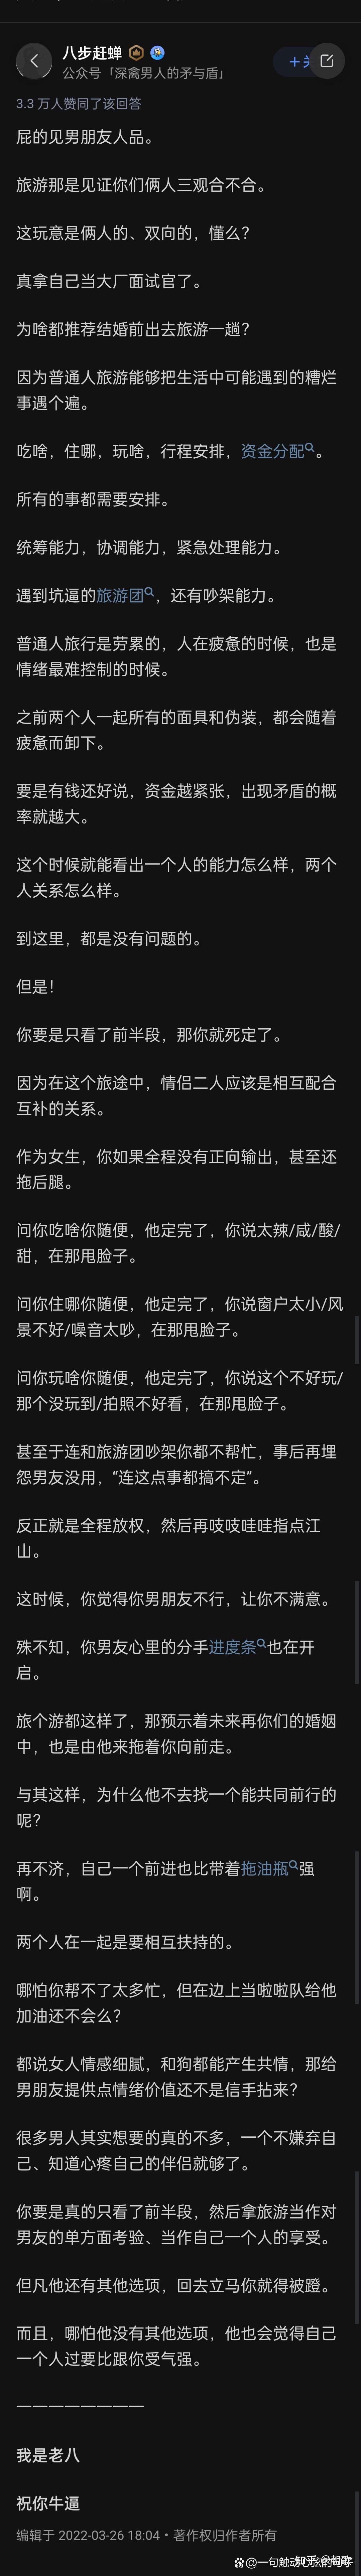 八步赶蝉
公众号「深禽男人的矛与盾」
3.3 万人赞同了该回答
屁的见男朋友人品。
旅游那是见证你们俩人三观合不合。
这玩意是俩人的、双向的，懂么？
真拿自己当大厂面试官了。
为啥都推荐结婚前出去旅游一趟？
因为普通人旅游能够把生活中可能遇到的糟烂
事遇个遍。
吃啥，住哪，玩啥，行程安排，资金分配。
所有的事都需要安排。
统筹能力，协调能力，紧急处理能力。
遇到坑逼的旅游团，还有吵架能力。
普通人旅行是劳累的，人在疲惫的时候，也是
情绪最难控制的时候。
之前两个人一起所有的面具和伪装，都会随着
疲惫而卸下。
要是有钱还好说，资金越紧张，出现矛盾的概
率就越大。
这个时候就能看出一个人的能力怎么样，两个
人关系怎么样。
到这里，都是没有问题的。
但是！
你要是只看了前半段，那你就死定了。
因为在这个旅途中，情侣二人应该是相互配合
互补的关系。
作为女生，你如果全程没有正向输出，甚至还
拖后腿。
问你吃啥你随便，他定完了，你说太辣/咸/酸/
甜，在那甩脸子。
问你住哪你随便，他定完了，你说窗户太小/风
景不好/噪音太吵，在那甩脸子。
问你玩啥你随便，他定完了，你说这个不好玩/
那个没玩到/拍照不好看，在那甩脸子。
甚至于连和旅游团吵架你都不帮忙，事后再埋
怨男友没用，“连这点事都搞不定”。
反正就是全程放权，然后再吱吱哇哇指点江
山。
这时候，你觉得你男朋友不行，让你不满意。
殊不知，你男友心里的分手进度条也在开
启。
旅个游都这样了，那预示着未来再你们的婚姻
中，也是由他来拖着你向前走。
与其这样，为什么他不去找一个能共同前行的
呢？
再不济，自己一个前进也比带着拖油瓶强
啊。
两个人在一起是要相互扶持的。
哪怕你帮不了太多忙，但在边上当啦啦队给他
加油还不会么？
都说女人情感细腻，和狗都能产生共情，那给
男朋友提供点情绪价值还不是信手拈来？
很多男人其实想要的真的不多，一个不嫌弃自
己、知道心疼自己的伴侣就够了。
你要是真的只看了前半段，然后拿旅游当作对
男友的单方面考验、当作自己一个人的享受。
但凡他还有其他选项，回去立马你就得被蹬。
而且，哪怕他没有其他选项，他也会觉得自己
一个人过要比跟你受气强。
————————
我是老八
祝你牛逼
编辑于 2022-03-26 18:04・著作权归作者所有
@一句触动心弦的句子